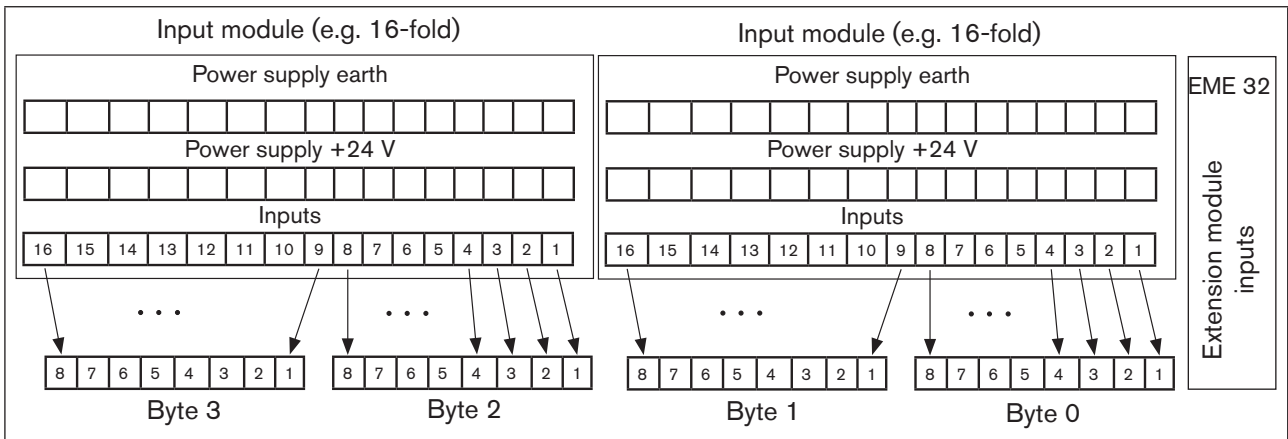 Input module (e.g. 16-fold)
Power supply earth
Power supply +24 V
Inputs
16 15 14 13 12 11 10 9 8 7 6 5 4 3 2 1
. . . . . .
8 7 6 5 4 3 2 1 8 7 6 5 4 3 2 1
Byte 3 Byte 2
Input module (e.g. 16-fold)
Power supply earth
Power supply +24 V
Inputs
16 15 14 13 12 11 10 9 8 7 6 5 4 3 2 1
. . . . . .
8 7 6 5 4 3 2 1 8 7 6 5 4 3 2 1
Byte 1 Byte 0
EME 32
Extension module
inputs